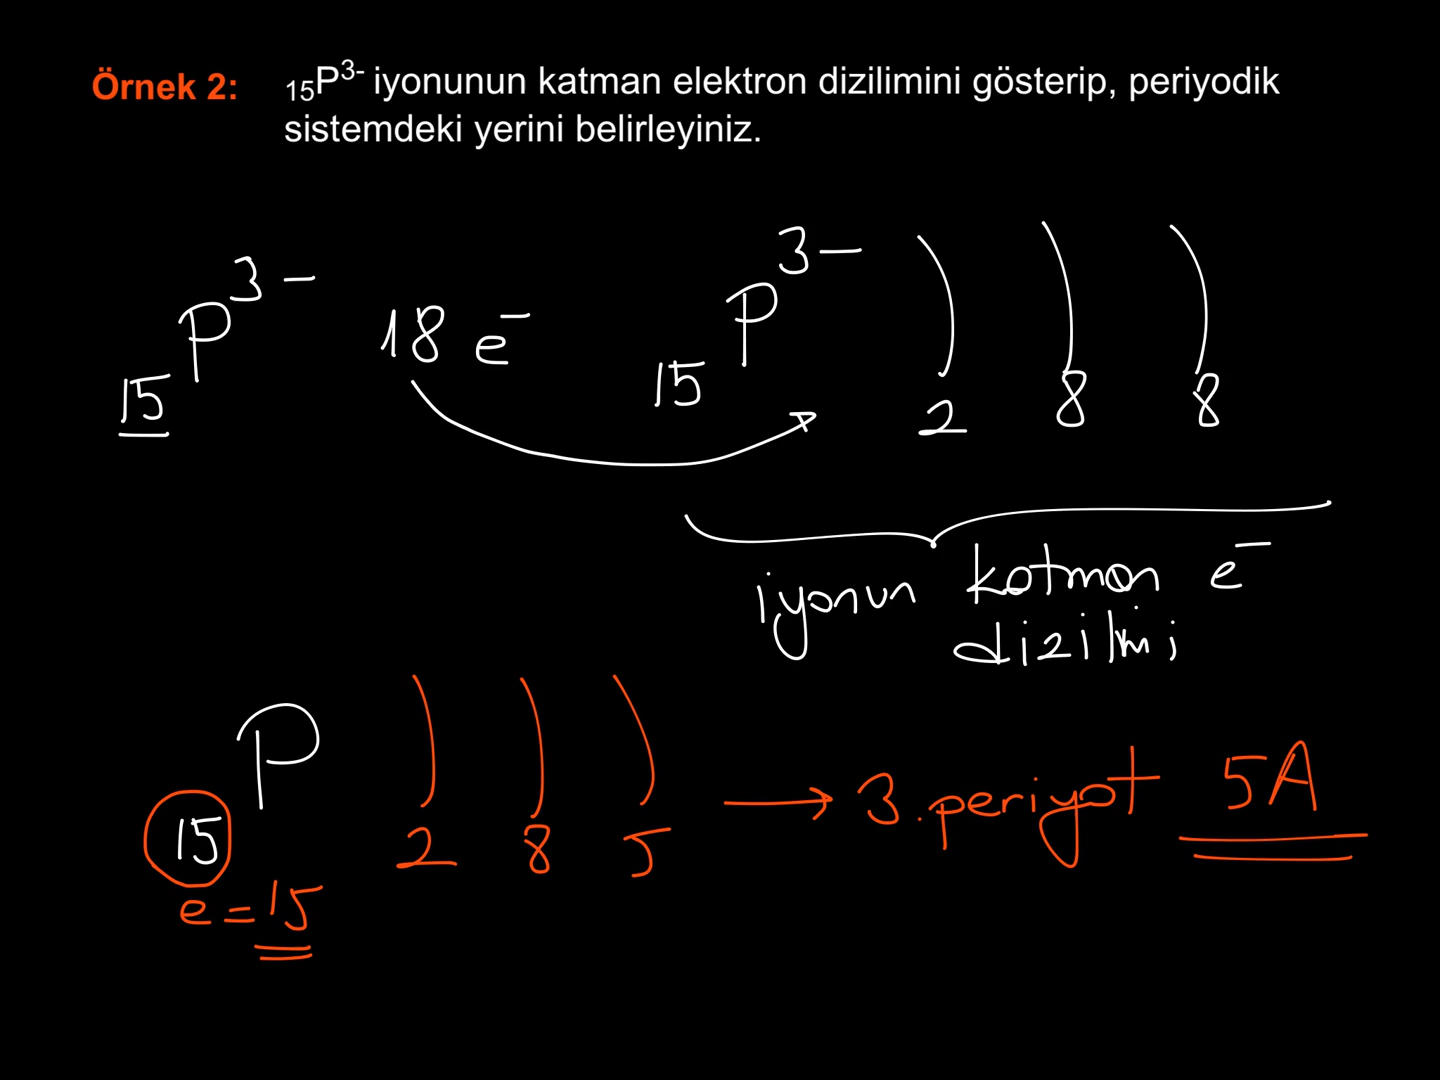 Örnek 2: ₁₅P³⁻ iyonunun katman elektron dizilimini gösterip, periyodik
sistemdeki yerini belirleyiniz.
₁₅P³⁻ 18 e⁻ ₁₅P³⁻ ) ) )
2 8 8
iyonun katman e⁻
dizilimi
₁₅P ) ) ) → 3. periyot 5A
2 8 5
e = 15